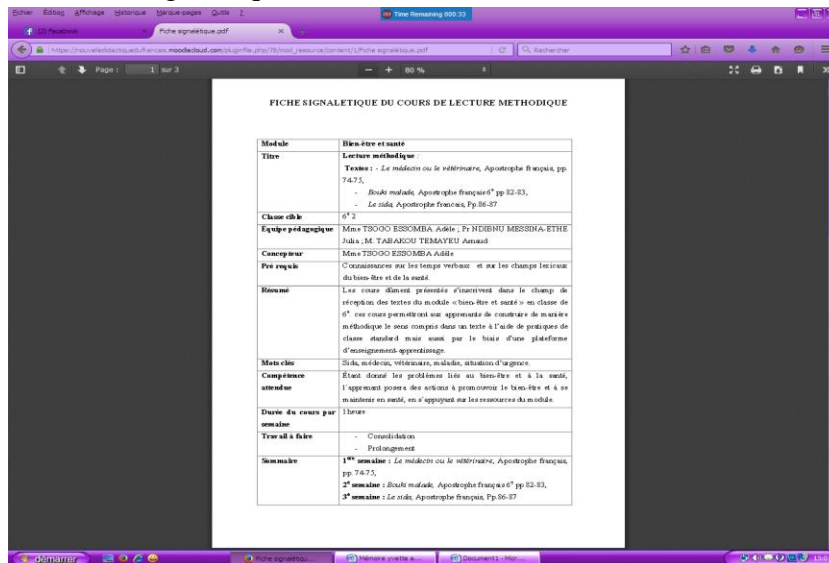 Fichier Édition Affichage Historique Marque-pages Outils ?
Time Remaining
Facebook
Fiche signalétique.pdf
Rechercher
Page : 1 sur 3
80 %
FICHE SIGNALETIQUE DU COURS DE LECTURE METHODIQUE
Module Bien-être et santé
Titre Lecture méthodique :
Textes : - Le médecin ou le vétérinaire, Apostrophe français, pp.
74-75,
- Bouki malade, Apostrophe français 6e pp 82-83,
- Le sida, Apostrophe francais, Pp.86-87
Classe cible 6e 2
Equipe pédagogique Mme TSOGO ESSOMBA Adèle ; Pr NDIBNU MESSINA-ETHE
Julia ; M. TABAKOU TEMAYEU Arnaud
Concepteur Mme TSOGO ESSOMBA Adèle
Pré requis Connaissances sur les temps verbaux et sur les champs lexicaux
du bien-être et de la santé.
Résumé Les cours dûment présentés s'inscrivent dans le champ de
réception des textes du module « bien-être et santé » en classe de
6e. ces cours permettront aux apprenants de construire de manière
méthodique le sens compris dans un texte à l'aide de pratiques de
classe standard mais aussi par le biais d'une plateforme
d'enseignement-apprentissage.
Mots clés Sida, médecin, vétérinaire, maladie, situation d'urgence.
Compétence Étant donné les problèmes liés au bien-être et à la santé,
attendue l'apprenant posera des actions à promouvoir le bien-être et à se
maintenir en santé, en s'appuyant sur les ressources du module.
Durée du cours par 1heure
semaine
Travail à faire - Consolidation
- Prolongement
Sommaire 1ère semaine : Le médecin ou le vétérinaire, Apostrophe français,
pp. 74-75,
2e semaine : Bouki malade, Apostrophe français 6e pp 82-83,
3e semaine : Le sida, Apostrophe français, Pp.86-87
démarrer
Fiche signalétiqu...
Mémoire yvette a...
Document1 - Micr...